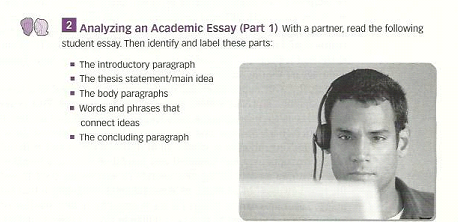 2 Analyzing an Academic Essay (Part 1) With a partner, read the following
student essay. Then identify and label these parts:
■ The introductory paragraph
■ The thesis statement/main idea
■ The body paragraphs
■ Words and phrases that
connect ideas
■ The concluding paragraph